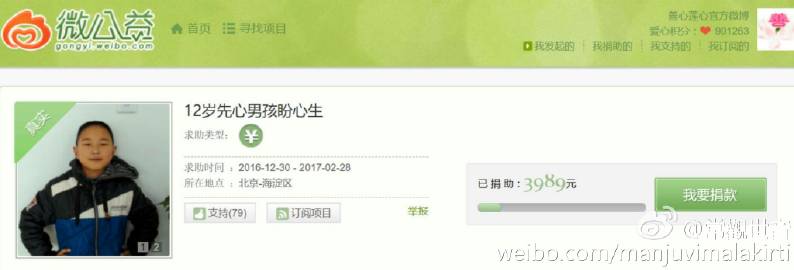 微公益
gongyi.weibo.com
首页 寻找项目
善心莲心官方微博
爱心积分：901263
我发起的 我捐助的 我支持的 我订阅的
真实
12岁先心男孩盼心生
求助类型： ¥
求助时间：2016-12-30 - 2017-02-28
所在地点：北京-海淀区
已捐助：3989元
我要捐款
支持(79) 订阅项目 举报
1 2
@常觀世音
weibo.com/manjuvimalakirti